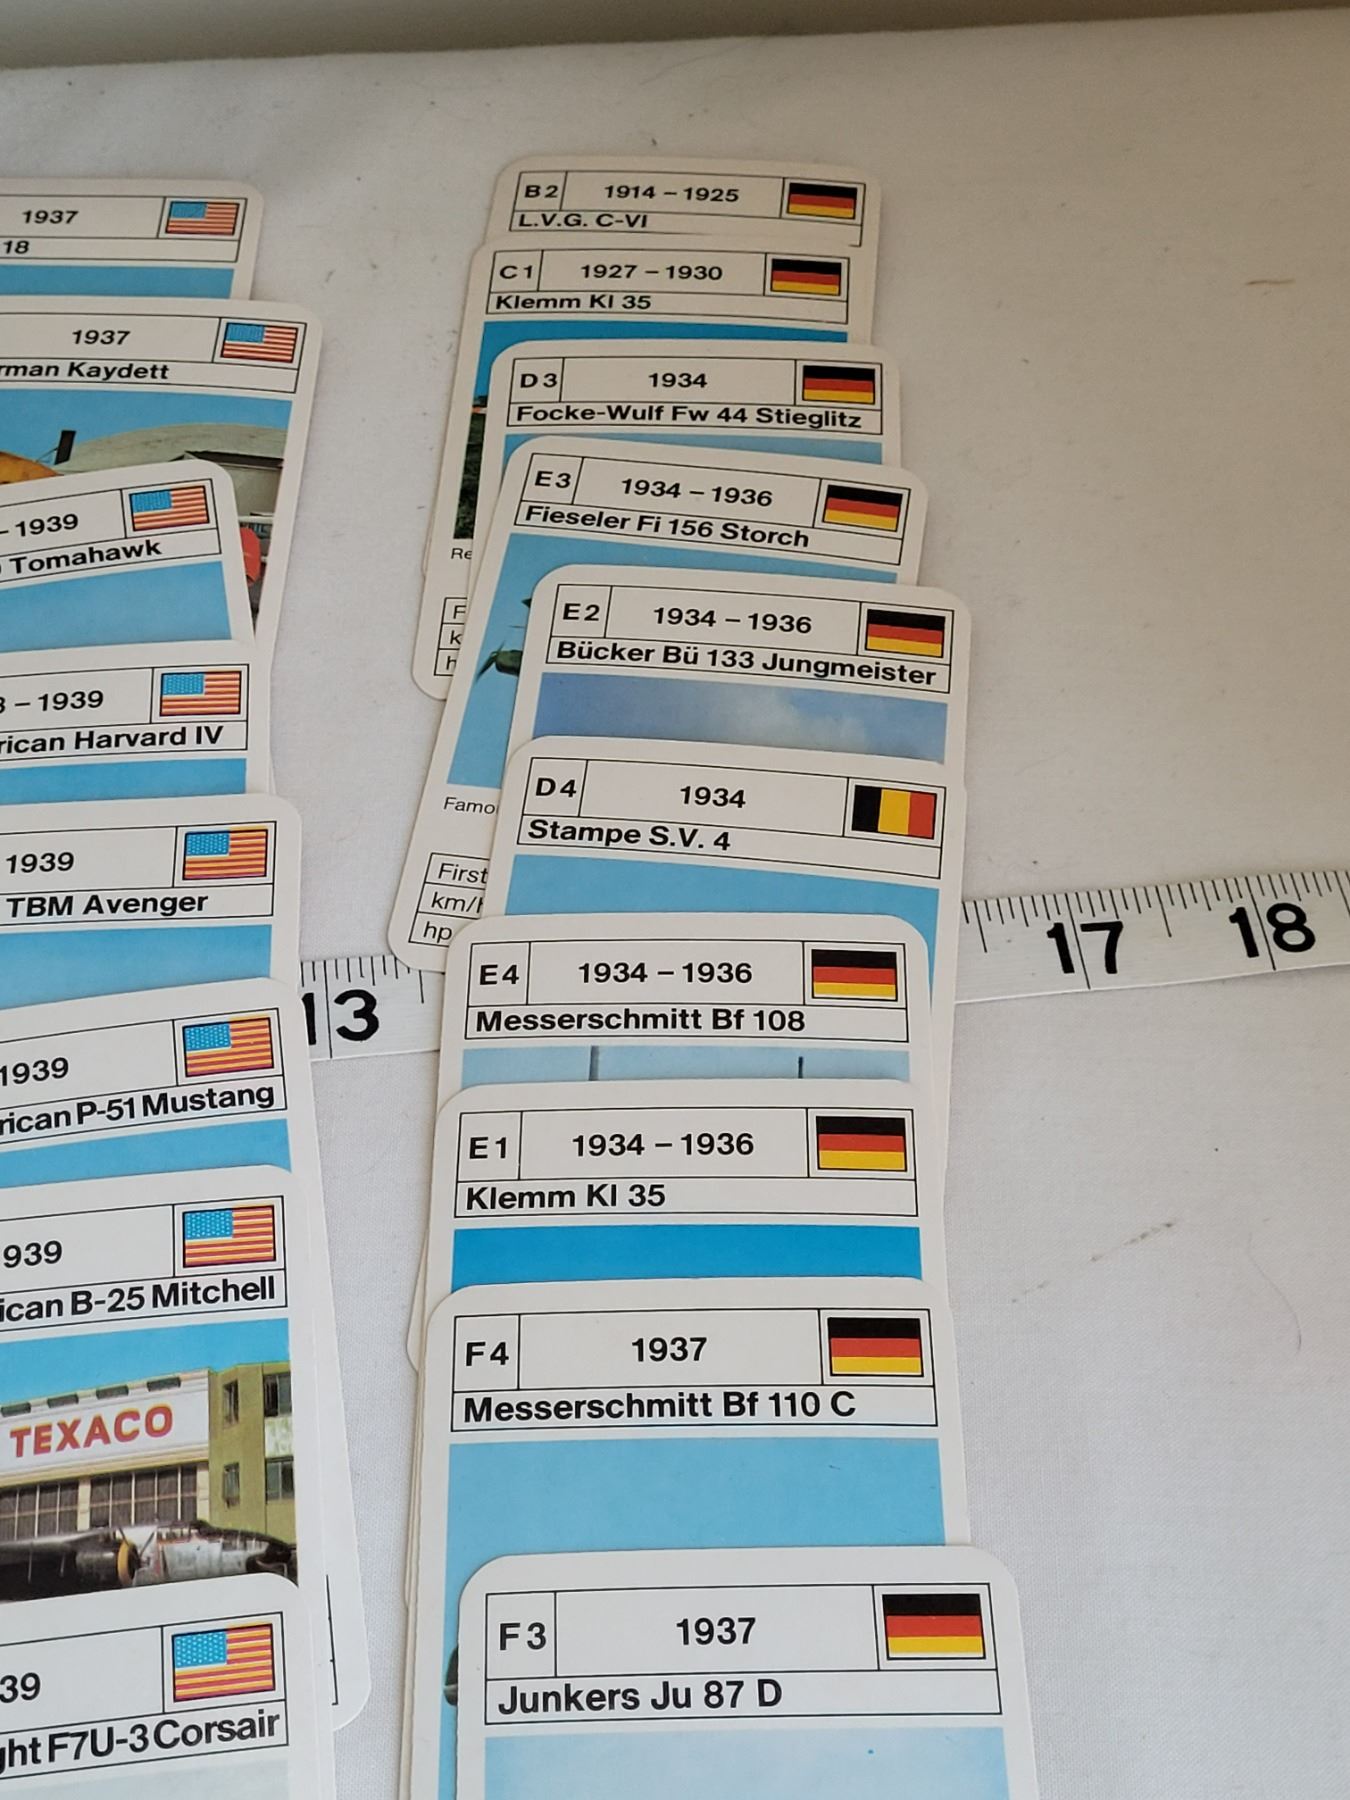 1937
18
1937
rman Kaydett
– 1939
Tomahawk
– 1939
rican Harvard IV
1939
TBM Avenger
1939
rican P-51 Mustang
939
ican B-25 Mitchell
TEXACO
39
ght F7U-3 Corsair
B 2 1914 – 1925
L.V.G. C-VI
C 1 1927 – 1930
Klemm Kl 35
Re
F
k
h
D 3 1934
Focke-Wulf Fw 44 Stieglitz
E 3 1934 – 1936
Fieseler Fi 156 Storch
Famo
First
km/h
hp
E 2 1934 – 1936
Bücker Bü 133 Jungmeister
D 4 1934
Stampe S.V. 4
13 17 18
E 4 1934 – 1936
Messerschmitt Bf 108
E 1 1934 – 1936
Klemm Kl 35
F 4 1937
Messerschmitt Bf 110 C
F 3 1937
Junkers Ju 87 D